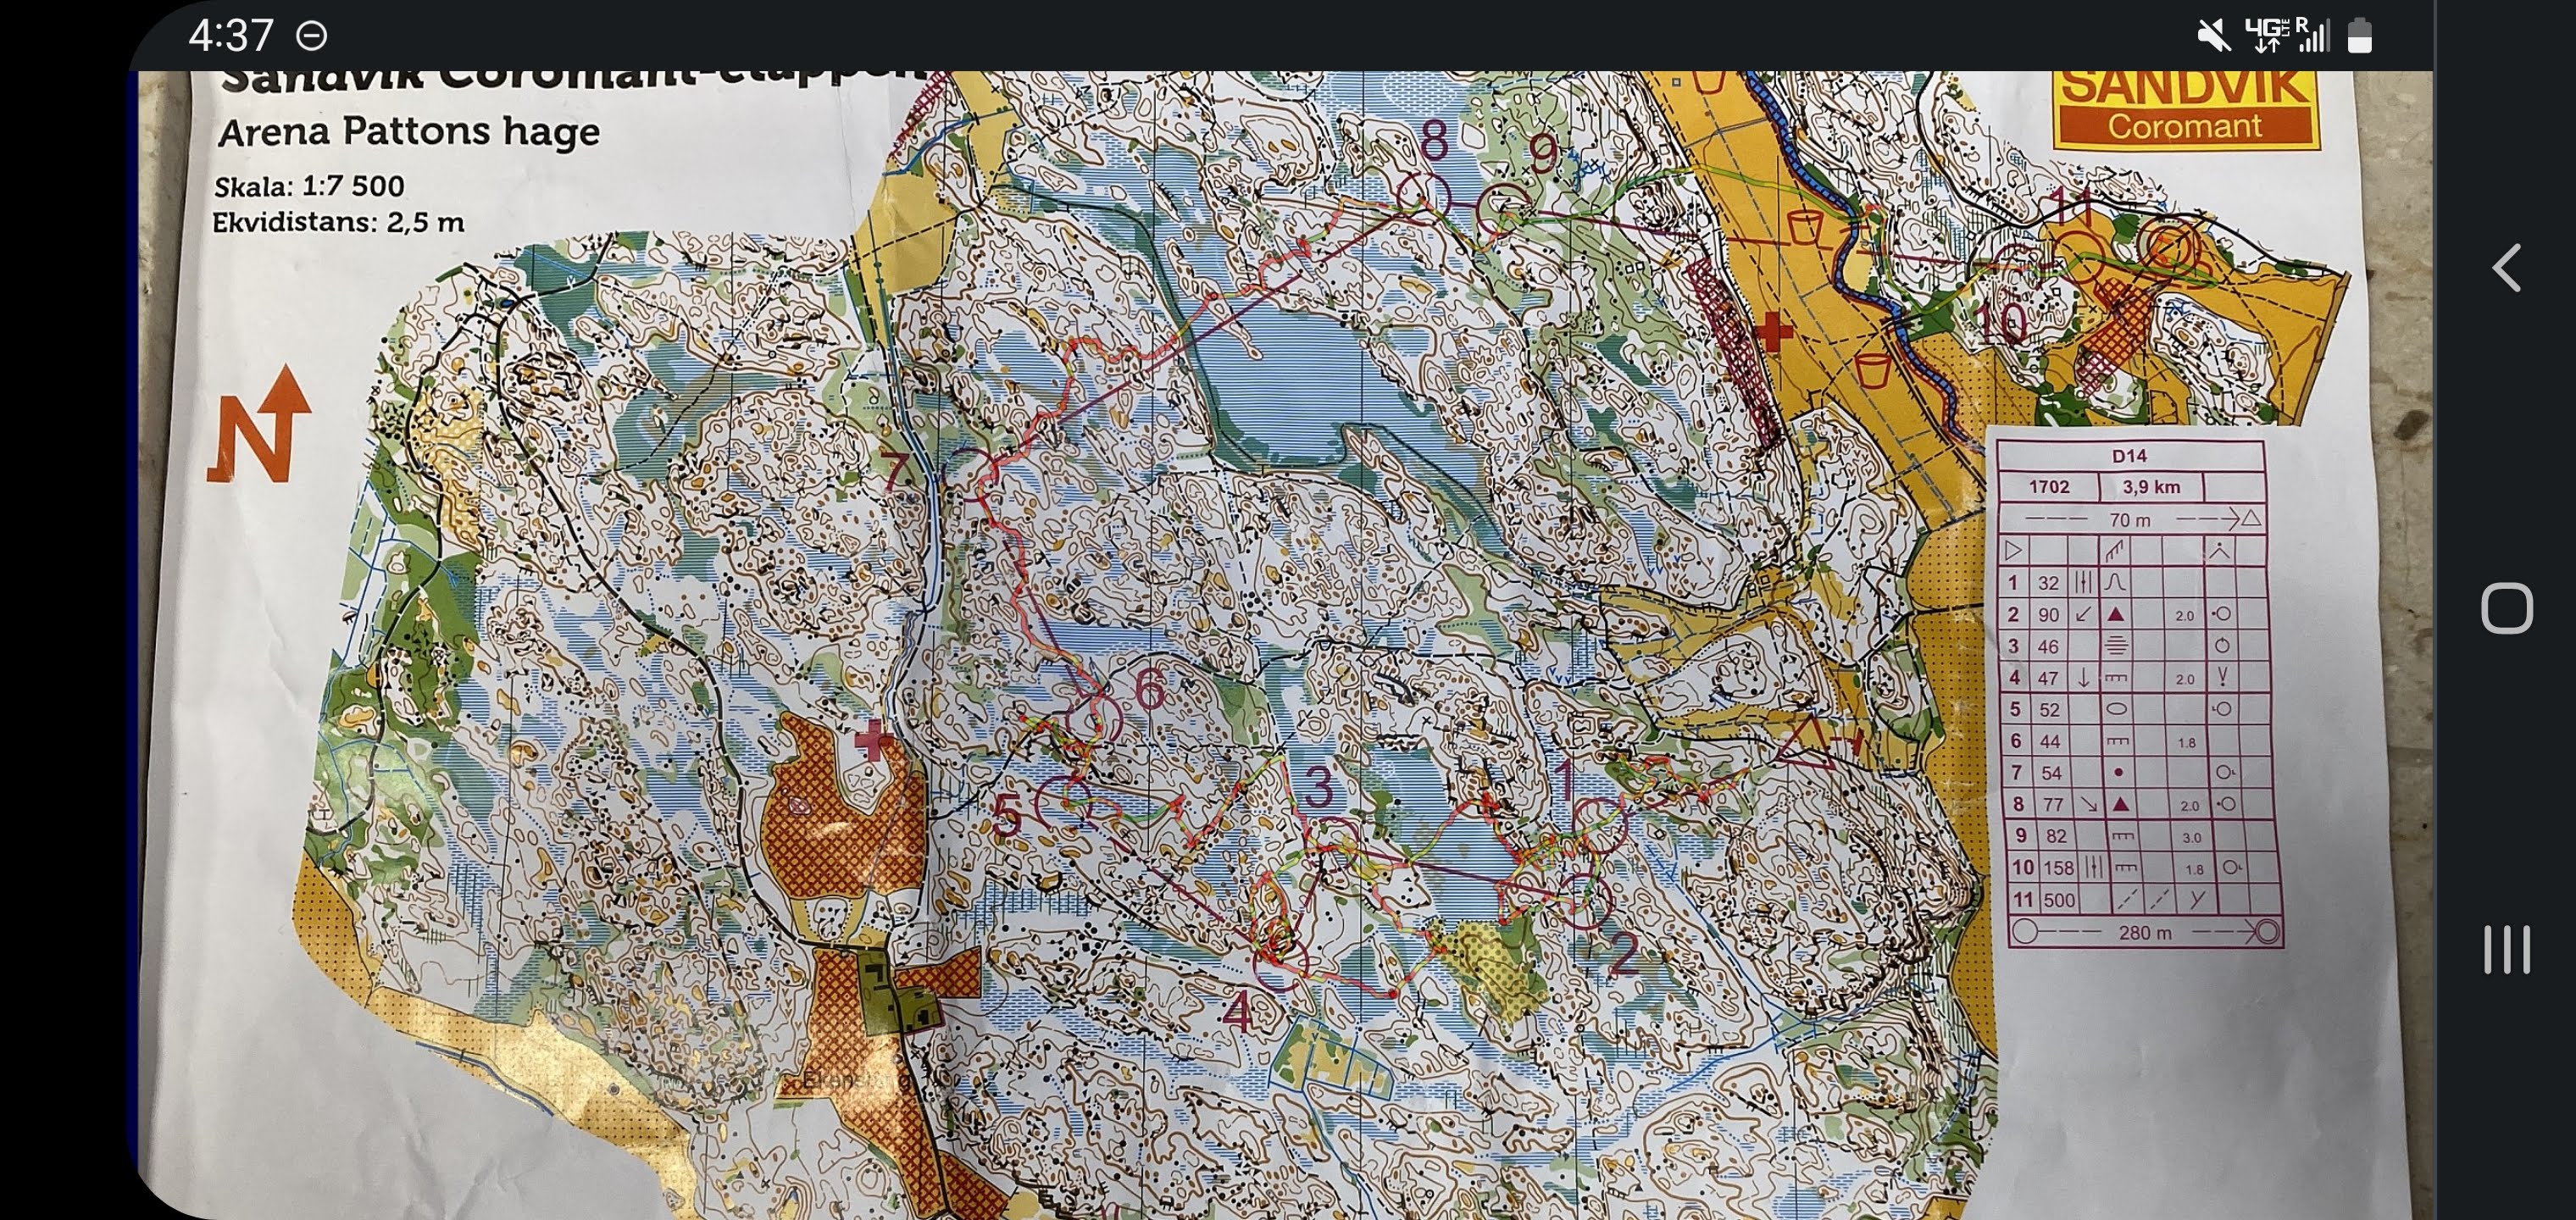 4:37
4G LTE R
Sandvik Coromant-etappen
SANDVIK
Coromant
Arena Pattons hage
Skala: 1:7 500
Ekvidistans: 2,5 m
N
8
9
11
10
7
6
5
3
1
2
4
D14
1702 3,9 km
70 m
1 32
2 90 2.0
3 46
4 47 2.0
5 52
6 44 1.8
7 54
8 77 2.0
9 82 3.0
10 158 1.8
11 500
280 m